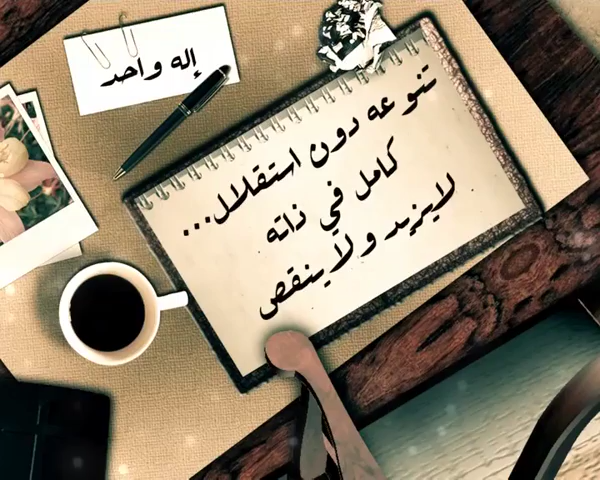 إله واحد
تنوعه دون استقلال...
كامل في ذاته
لايزيد ولاينقص